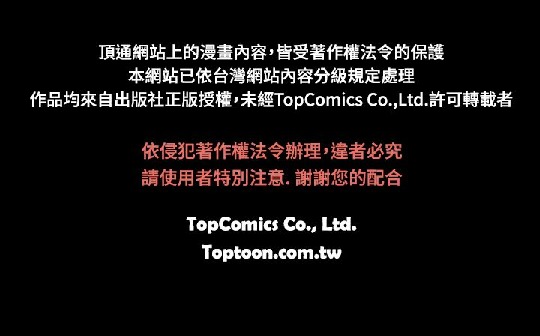 頂通網站上的漫畫內容,皆受著作權法令的保護
本網站已依台灣網站內容分級規定處理
作品均來自出版社正版授權,未經TopComics Co.,Ltd.許可轉載者
依侵犯著作權法令辦理,違者必究
請使用者特別注意. 謝謝您的配合
TopComics Co., Ltd.
Toptoon.com.tw